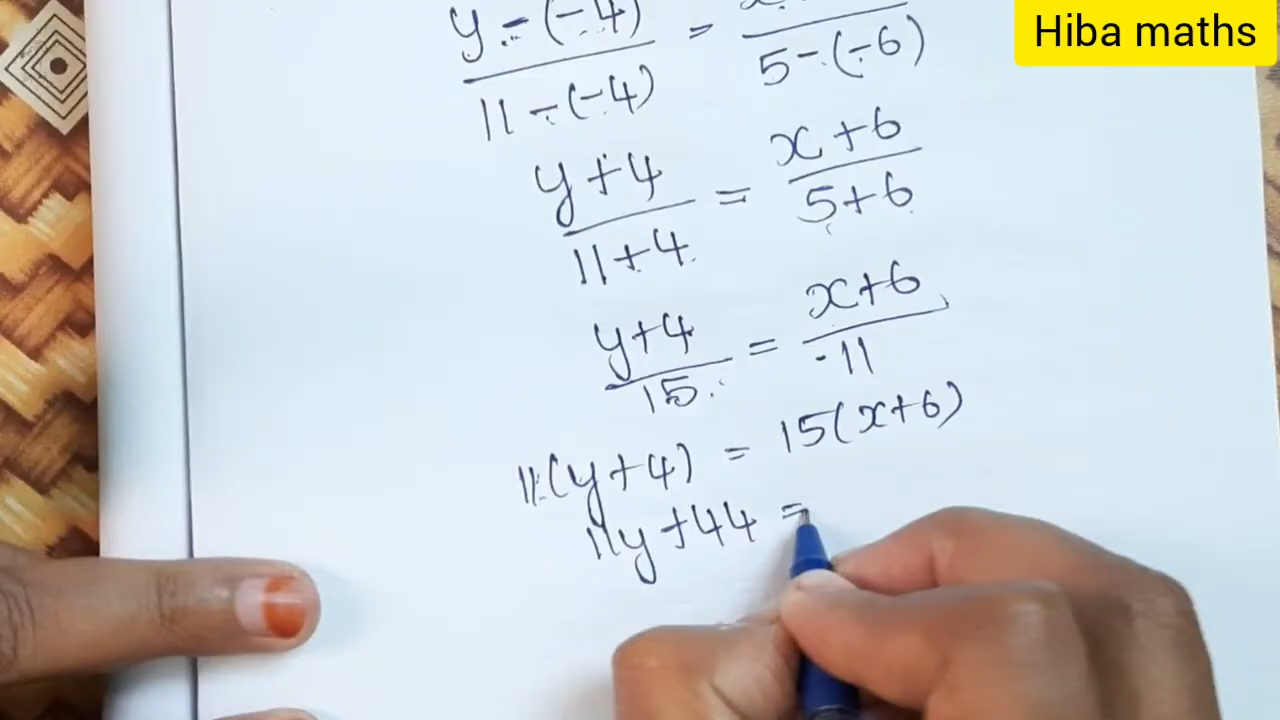 Hiba maths
y - (-4) / 11 - (-4) = / 5 - (-6)
y + 4 / 11 + 4 = x + 6 / 5 + 6
y + 4 / 15 = x + 6 / 11
11(y + 4) = 15(x + 6)
11y + 44 =